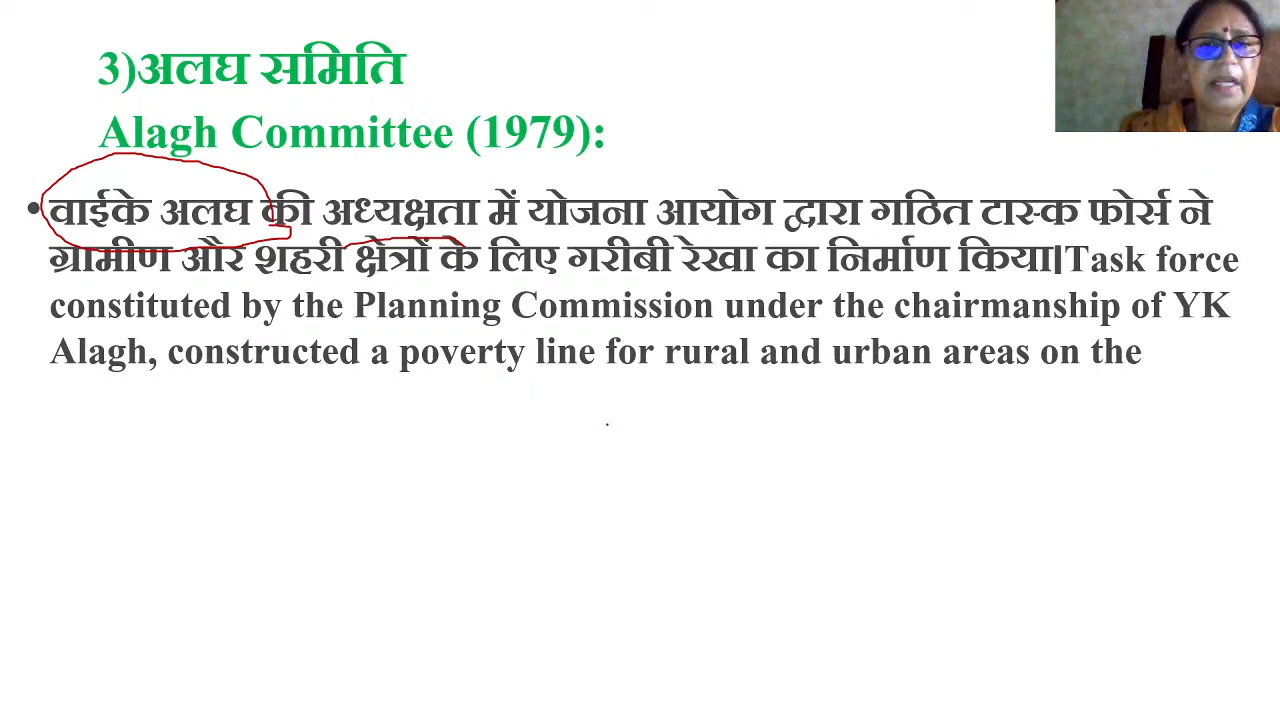 3)अलघ समिति
Alagh Committee (1979):
• वाईके अलघ की अध्यक्षता में योजना आयोग द्वारा गठित टास्क फोर्स ने
ग्रामीण और शहरी क्षेत्रों के लिए गरीबी रेखा का निर्माण किया।Task force
constituted by the Planning Commission under the chairmanship of YK
Alagh, constructed a poverty line for rural and urban areas on the